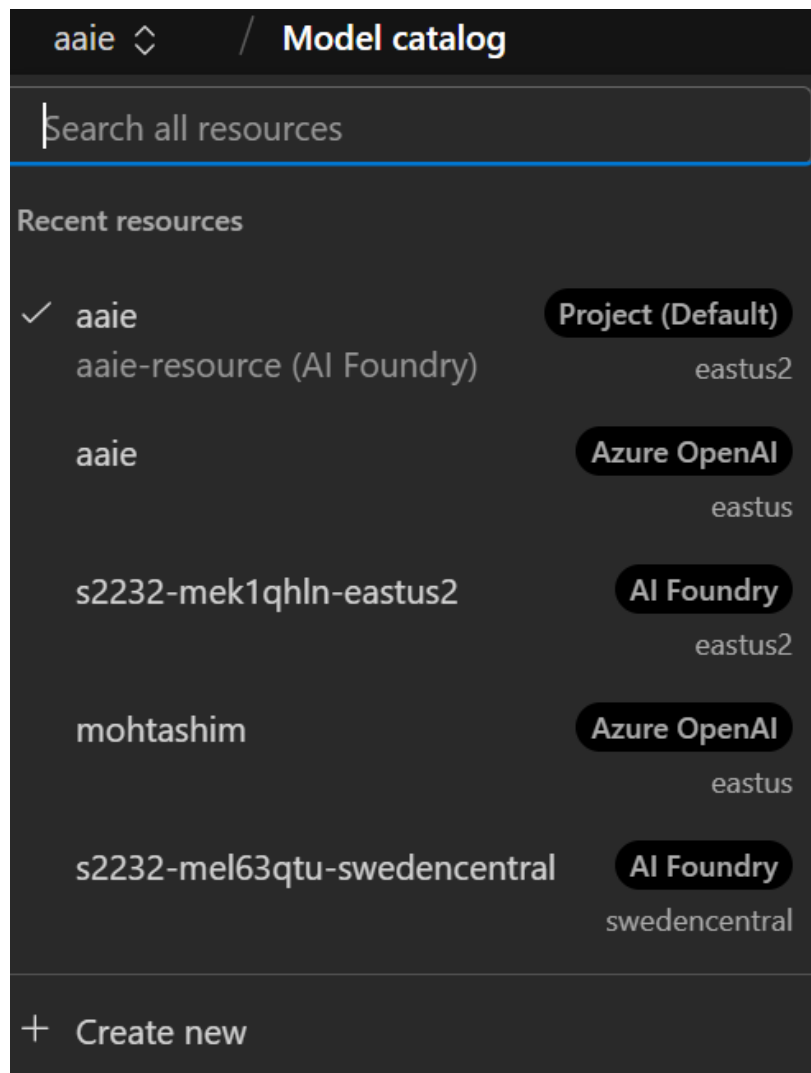 aaie / Model catalog
Search all resources
Recent resources
aaie Project (Default)
aaie-resource (AI Foundry) eastus2
aaie Azure OpenAI
eastus
s2232-mek1qhln-eastus2 AI Foundry
eastus2
mohtashim Azure OpenAI
eastus
s2232-mel63qtu-swedencentral AI Foundry
swedencentral
+ Create new